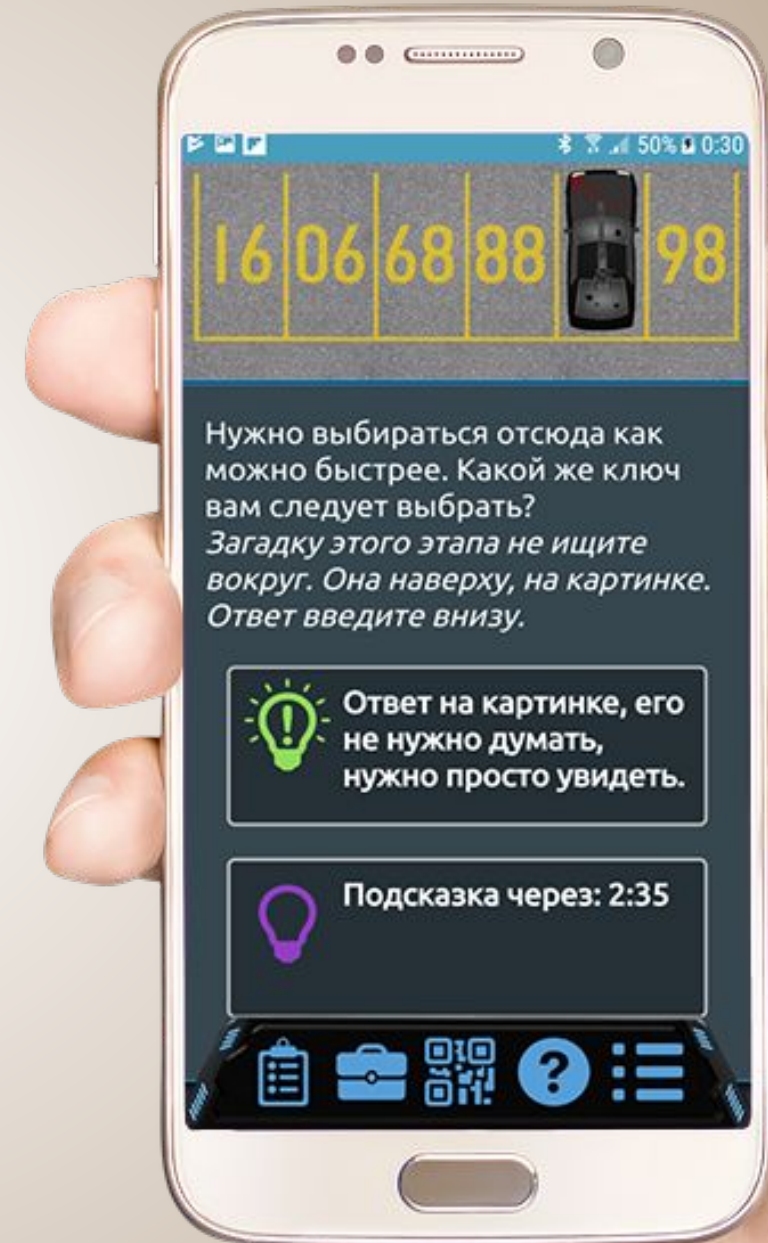 50% 0:30
16 06 68 88 98
Нужно выбираться отсюда как
можно быстрее. Какой же ключ
вам следует выбрать?
Загадку этого этапа не ищите
вокруг. Она наверху, на картинке.
Ответ введите внизу.
Ответ на картинке, его
не нужно думать,
нужно просто увидеть.
Подсказка через: 2:35